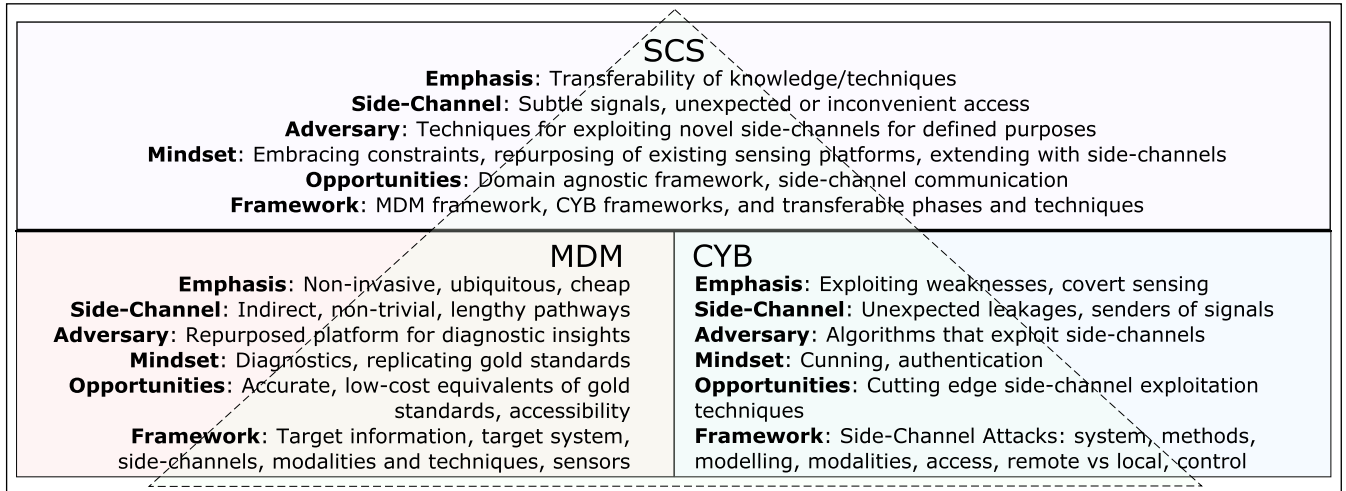 SCS
Emphasis: Transferability of knowledge/techniques
Side-Channel: Subtle signals, unexpected or inconvenient access
Adversary: Techniques for exploiting novel side-channels for defined purposes
Mindset: Embracing constraints, repurposing of existing sensing platforms, extending with side-channels
Opportunities: Domain agnostic framework, side-channel communication
Framework: MDM framework, CYB frameworks, and transferable phases and techniques
MDM
Emphasis: Non-invasive, ubiquitous, cheap
Side-Channel: Indirect, non-trivial, lengthy pathways
Adversary: Repurposed platform for diagnostic insights
Mindset: Diagnostics, replicating gold standards
Opportunities: Accurate, low-cost equivalents of gold
standards, accessibility
Framework: Target information, target system,
side-channels, modalities and techniques, sensors
CYB
Emphasis: Exploiting weaknesses, covert sensing
Side-Channel: Unexpected leakages, senders of signals
Adversary: Algorithms that exploit side-channels
Mindset: Cunning, authentication
Opportunities: Cutting edge side-channel exploitation
techniques
Framework: Side-Channel Attacks: system, methods,
modelling, modalities, access, remote vs local, control